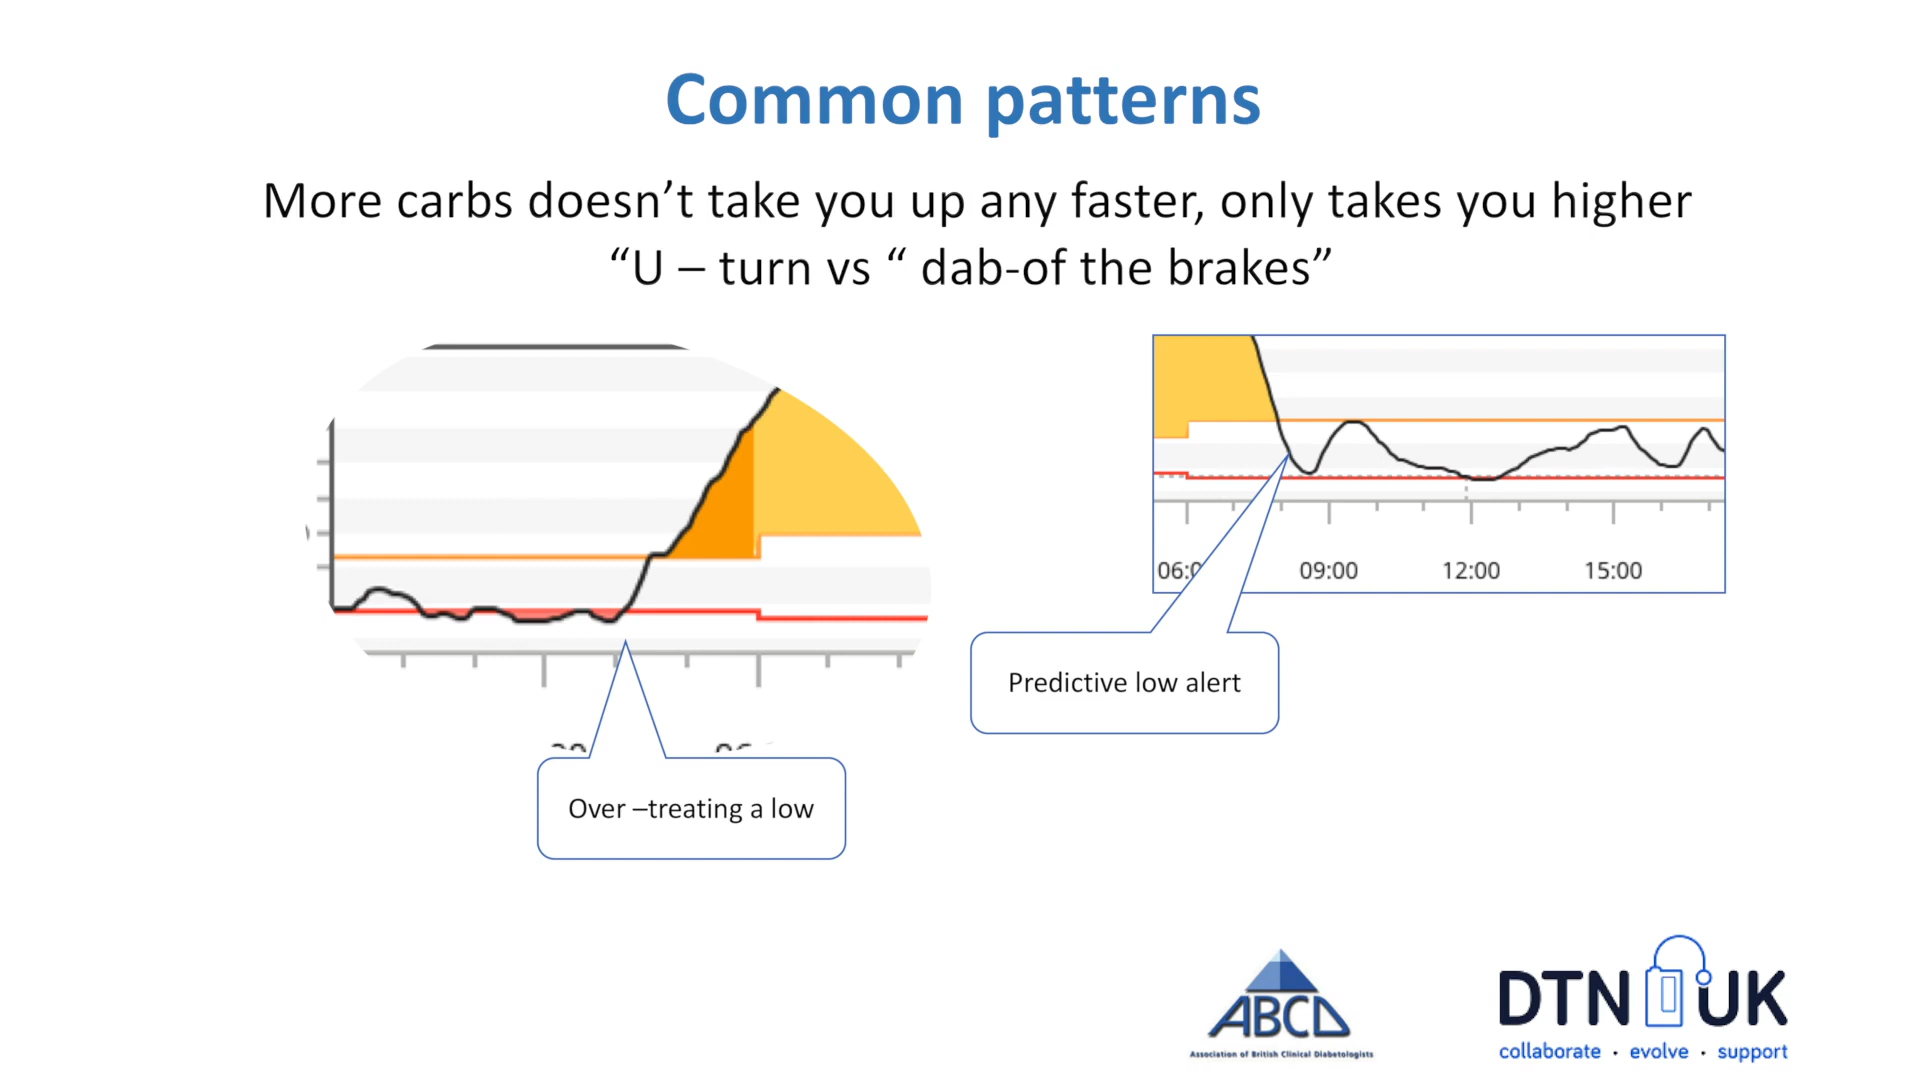 Common patterns
More carbs doesn’t take you up any faster, only takes you higher
“U – turn vs “ dab-of the brakes”
09:00
12:00
15:00
Predictive low alert
Over –treating a low
ABCD
Association of British Clinical Diabetologists
DTN UK
collaborate · evolve · support